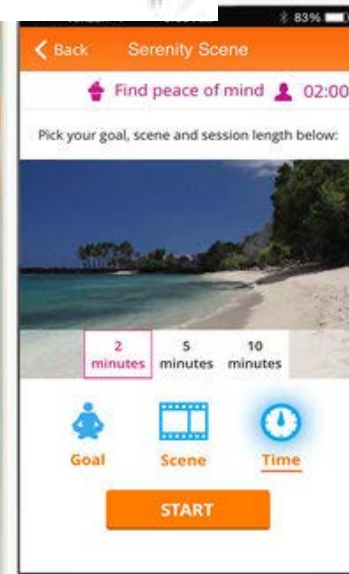 83%
Back Serenity Scene
Find peace of mind 02:00
Pick your goal, scene and session length below:
2 minutes 5 minutes 10 minutes
Goal Scene Time
START